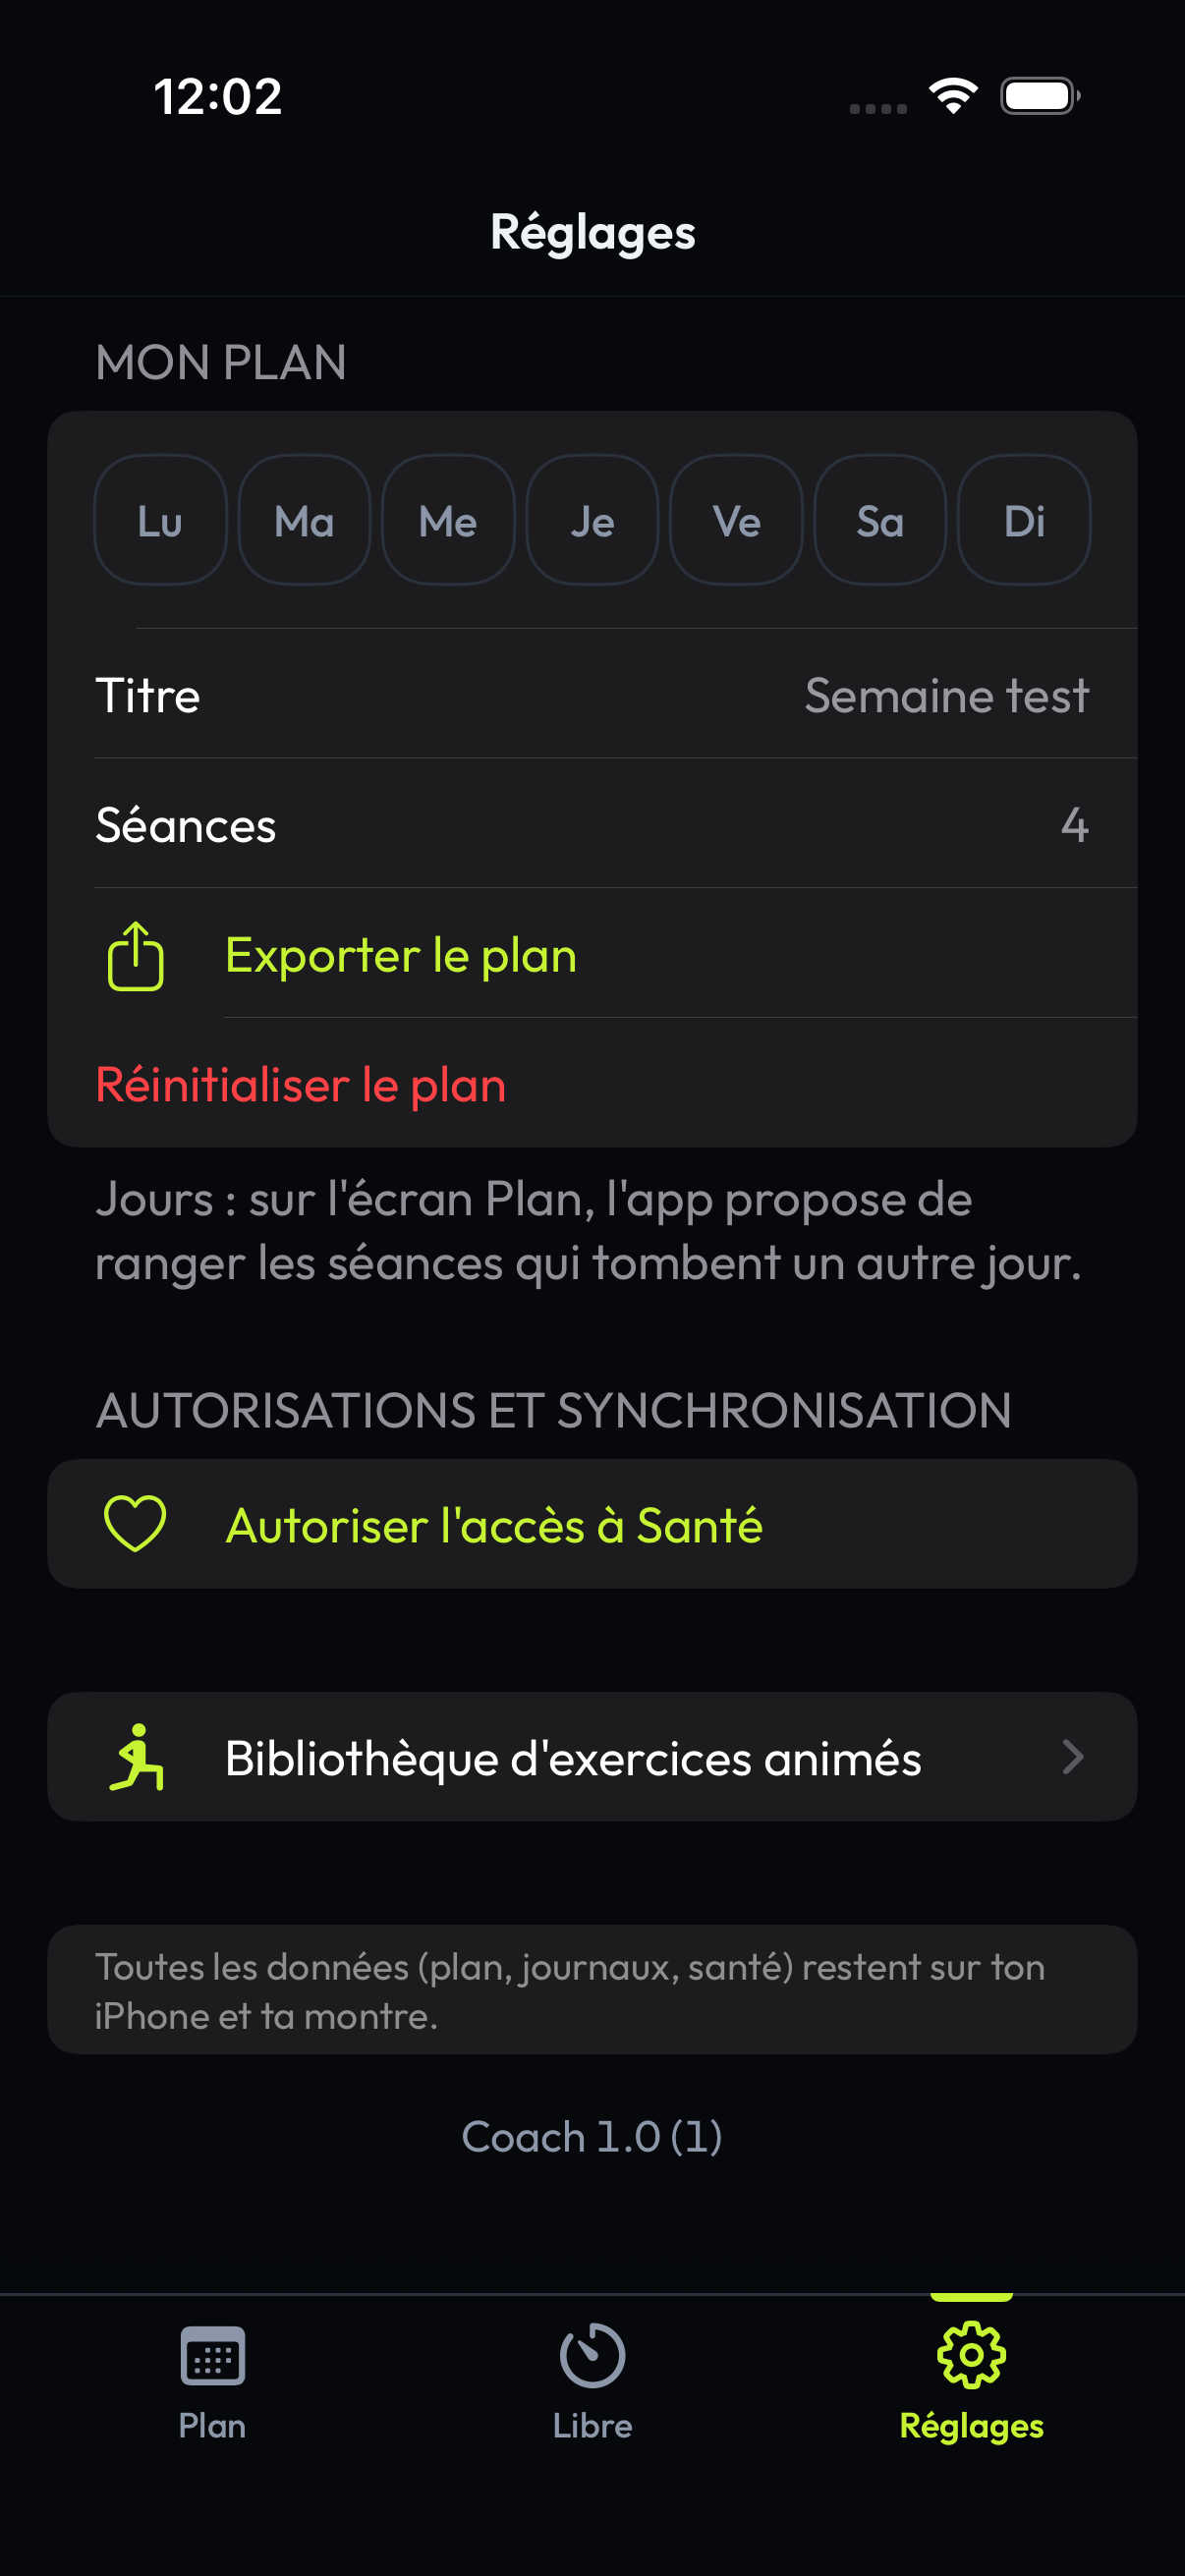 12:02
Réglages
MON PLAN
Lu Ma Me Je Ve Sa Di
Titre Semaine test
Séances 4
Exporter le plan
Réinitialiser le plan
Jours : sur l'écran Plan, l'app propose de
ranger les séances qui tombent un autre jour.
AUTORISATIONS ET SYNCHRONISATION
Autoriser l'accès à Santé
Bibliothèque d'exercices animés
Toutes les données (plan, journaux, santé) restent sur ton
iPhone et ta montre.
Coach 1.0 (1)
Plan Libre Réglages